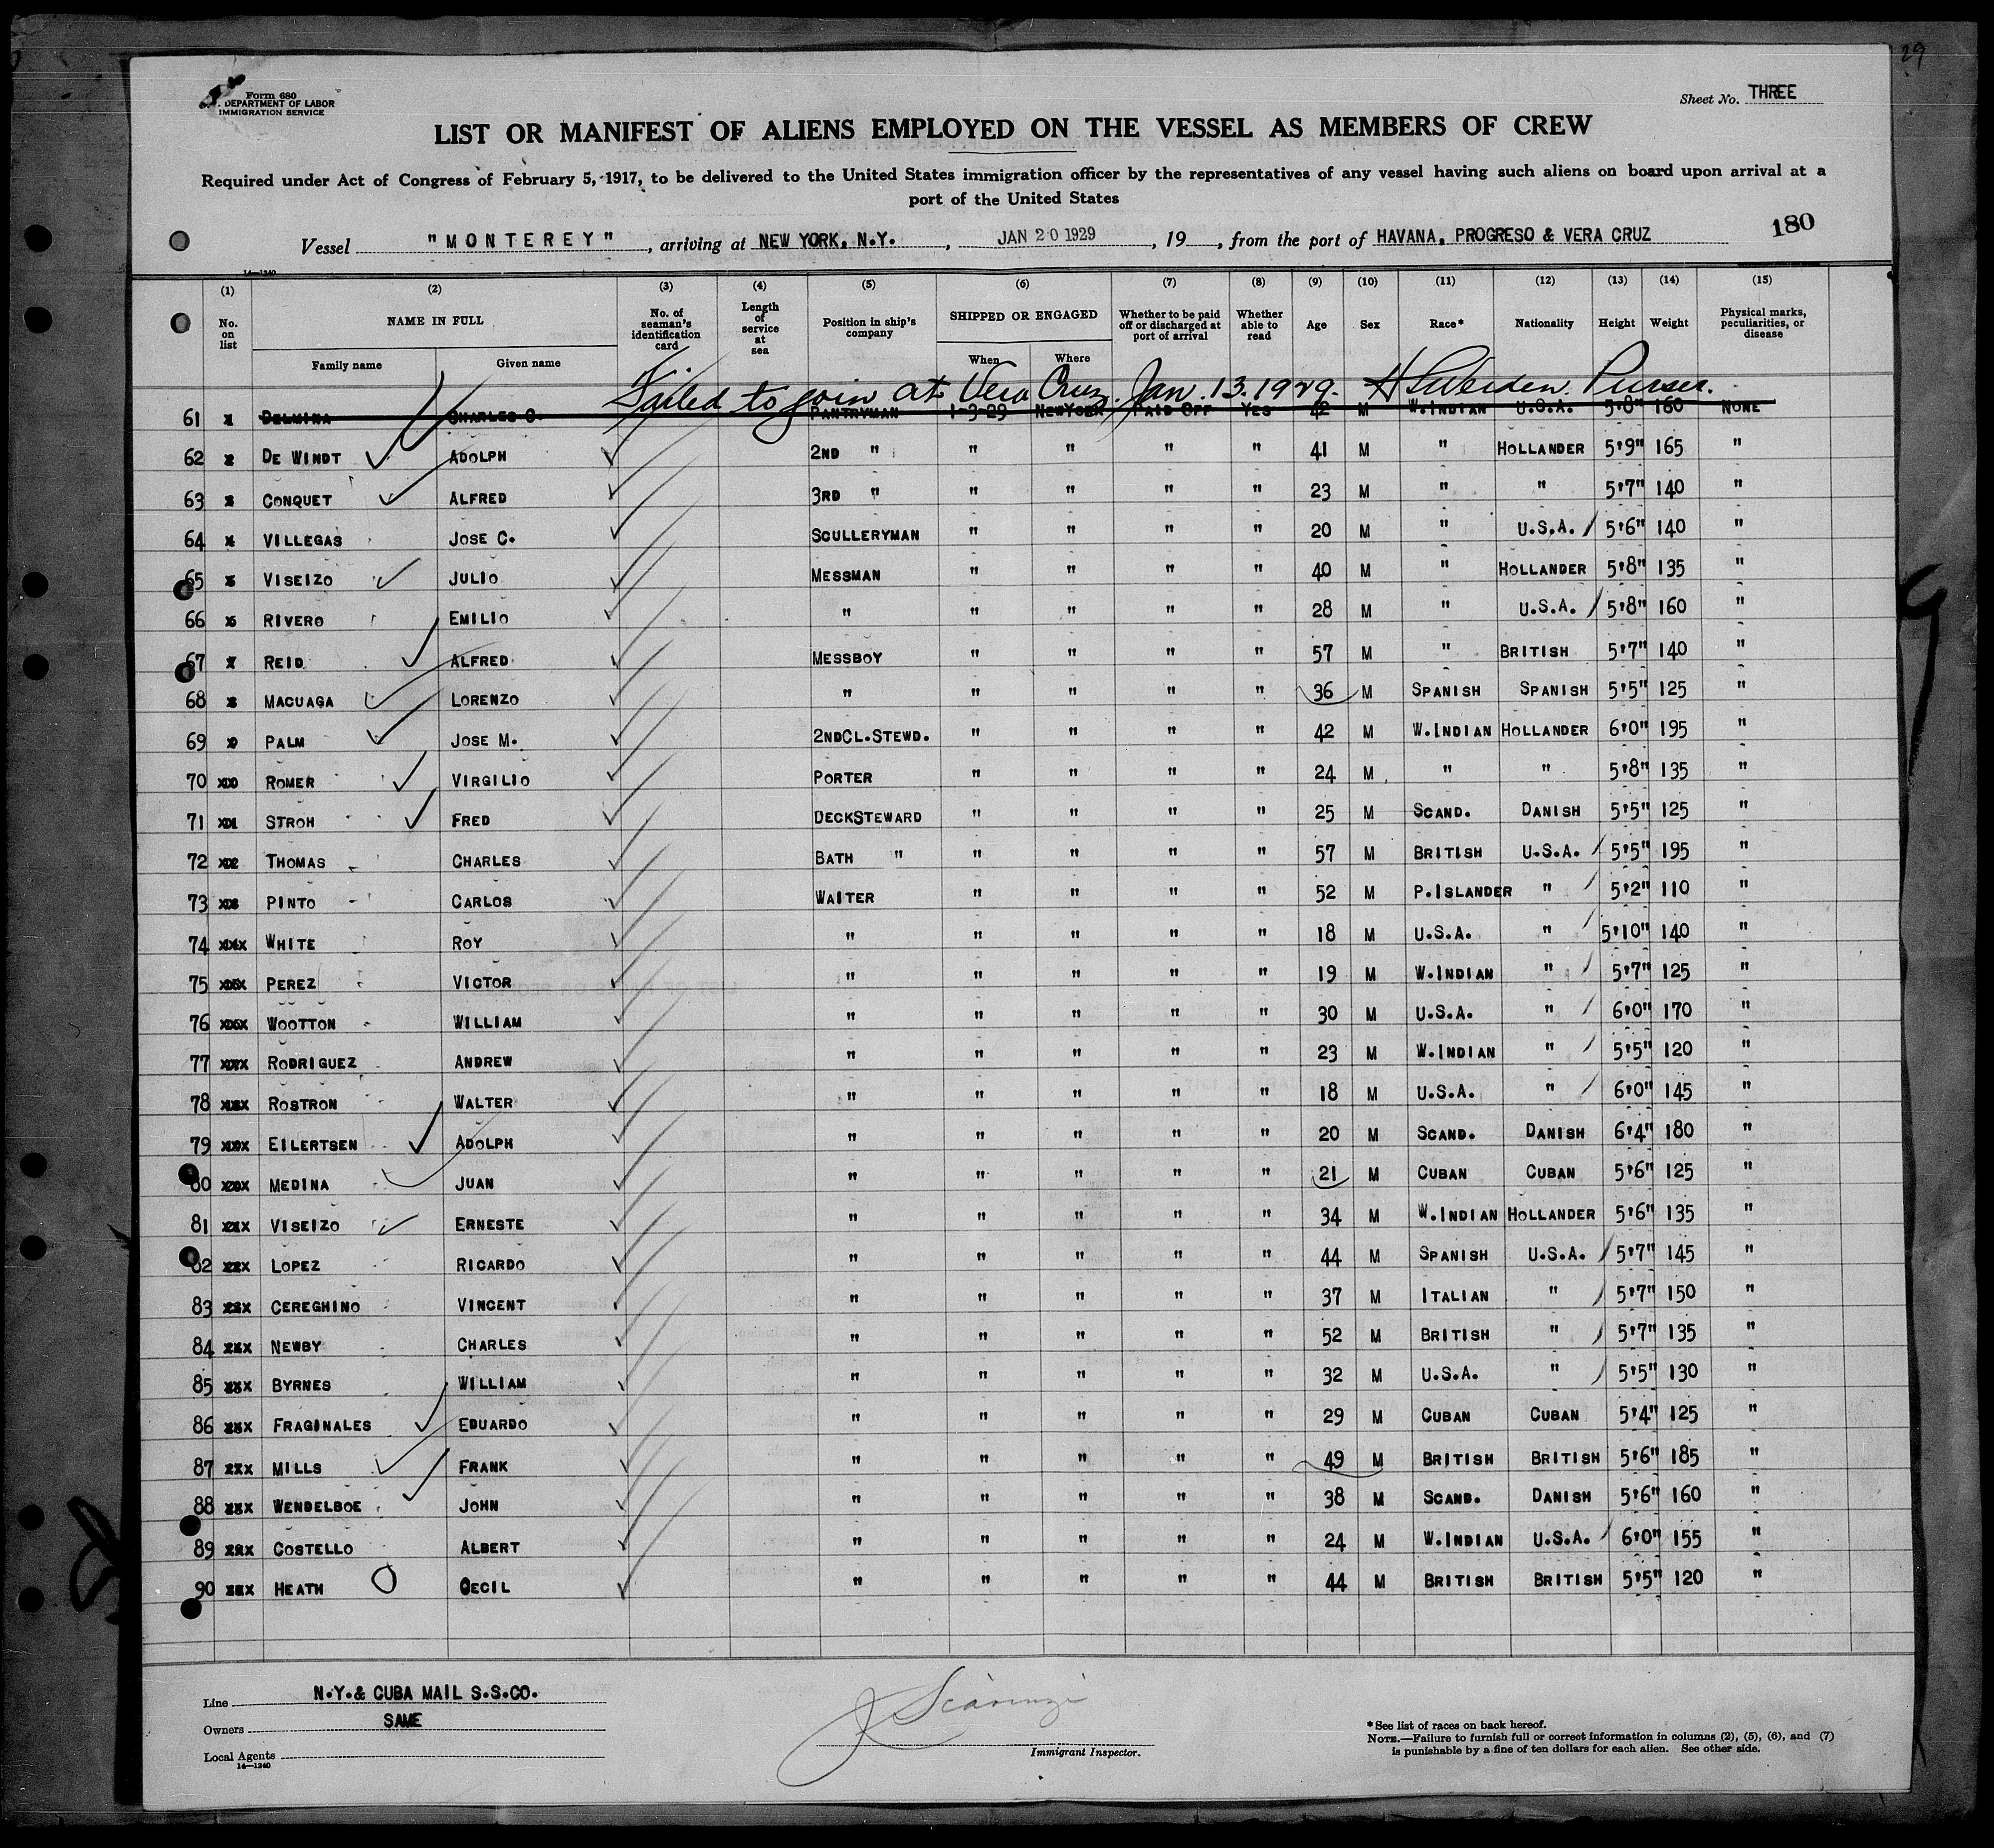 29
Form 680
DEPARTMENT OF LABOR
IMMIGRATION SERVICE
Sheet No. THREE
LIST OR MANIFEST OF ALIENS EMPLOYED ON THE VESSEL AS MEMBERS OF CREW
Required under Act of Congress of February 5, 1917, to be delivered to the United States immigration officer by the representatives of any vessel having such aliens on board upon arrival at a
port of the United States
180
Vessel "MONTEREY", arriving at NEW YORK, N.Y., JAN 20 1929, 19 , from the port of HAVANA, PROGRESO & VERA CRUZ
14—1240
(1) (2) (3) (4) (5) (6) (7) (8) (9) (10) (11) (12) (13) (14) (15)
No. on list NAME IN FULL No. of seaman's identification card Length of service at sea Position in ship's company SHIPPED OR ENGAGED Whether to be paid off or discharged at port of arrival Whether able to read Age Sex Race* Nationality Height Weight Physical marks, peculiarities, or disease
Family name Given name When Where
Failed to join at Vera Cruz. Jan. 13. 1929. Purser.
61 DELMINA CHARLES C. PANTRYMAN 1-3-29 NEWYORK PAID OFF YES 42 M W.INDIAN U.S.A. 5'8" 160 NONE
62 DE WINDT ADOLPH 2ND " " " " " 41 M " HOLLANDER 5'9" 165 "
63 CONQUET ALFRED 3RD " " " " " 23 M " " 5'7" 140 "
64 VILLEGAS JOSE C. SCULLERYMAN " " " " 20 M " U.S.A. 5'6" 140 "
65 VISEIZO JULIO MESSMAN " " " " 40 M " HOLLANDER 5'8" 135 "
66 RIVERO EMILIO " " " " " 28 M " U.S.A. 5'8" 160 "
67 REID ALFRED MESSBOY " " " " 57 M " BRITISH 5'7" 140 "
68 MACUAGA LORENZO " " " " " 36 M SPANISH SPANISH 5'5" 125 "
69 PALM JOSE M. 2NDCL.STEWD. " " " " 42 M W.INDIAN HOLLANDER 6'0" 195 "
70 ROMER VIRGILIO PORTER " " " " 24 M " " 5'8" 135 "
71 STROH FRED DECKSTEWARD " " " " 25 M SCAND. DANISH 5'5" 125 "
72 THOMAS CHARLES BATH " " " " " 57 M BRITISH U.S.A. 5'5" 195 "
73 PINTO CARLOS WAITER " " " " 52 M P.ISLANDER " 5'2" 110 "
74 WHITE ROY " " " " " 18 M U.S.A. " 5'10" 140 "
75 PEREZ VICTOR " " " " " 19 M W.INDIAN " 5'7" 125 "
76 WOOTTON WILLIAM " " " " " 30 M U.S.A. " 6'0" 170 "
77 RODRIGUEZ ANDREW " " " " " 23 M W.INDIAN " 5'5" 120 "
78 ROSTRON WALTER " " " " " 18 M U.S.A. " 6'0" 145 "
79 EILERTSEN ADOLPH " " " " " 20 M SCAND. DANISH 6'4" 180 "
80 MEDINA JUAN " " " " " 21 M CUBAN CUBAN 5'6" 125 "
81 VISEIZO ERNESTE " " " " " 34 M W.INDIAN HOLLANDER 5'6" 135 "
82 LOPEZ RICARDO " " " " " 44 M SPANISH U.S.A. 5'7" 145 "
83 CEREGHINO VINCENT " " " " " 37 M ITALIAN " 5'7" 150 "
84 NEWBY CHARLES " " " " " 52 M BRITISH " 5'7" 135 "
85 BYRNES WILLIAM " " " " " 32 M U.S.A. " 5'5" 130 "
86 FRAGINALES EDUARDO " " " " " 29 M CUBAN CUBAN 5'4" 125 "
87 MILLS FRANK " " " " " 49 M BRITISH BRITISH 5'6" 185 "
88 WENDELBOE JOHN " " " " " 38 M SCAND. DANISH 5'6" 160 "
89 COSTELLO ALBERT " " " " " 24 M W.INDIAN U.S.A. 6'0" 155 "
90 HEATH CECIL " " " " " 44 M BRITISH BRITISH 5'5" 120 "
Line N.Y.& CUBA MAIL S.S.CO.
Owners SAME
Local Agents
14—1240
Immigrant Inspector.
*See list of races on back hereof.
NOTE.—Failure to furnish full or correct information in columns (2), (5), (6), and (7)
is punishable by a fine of ten dollars for each alien. See other side.